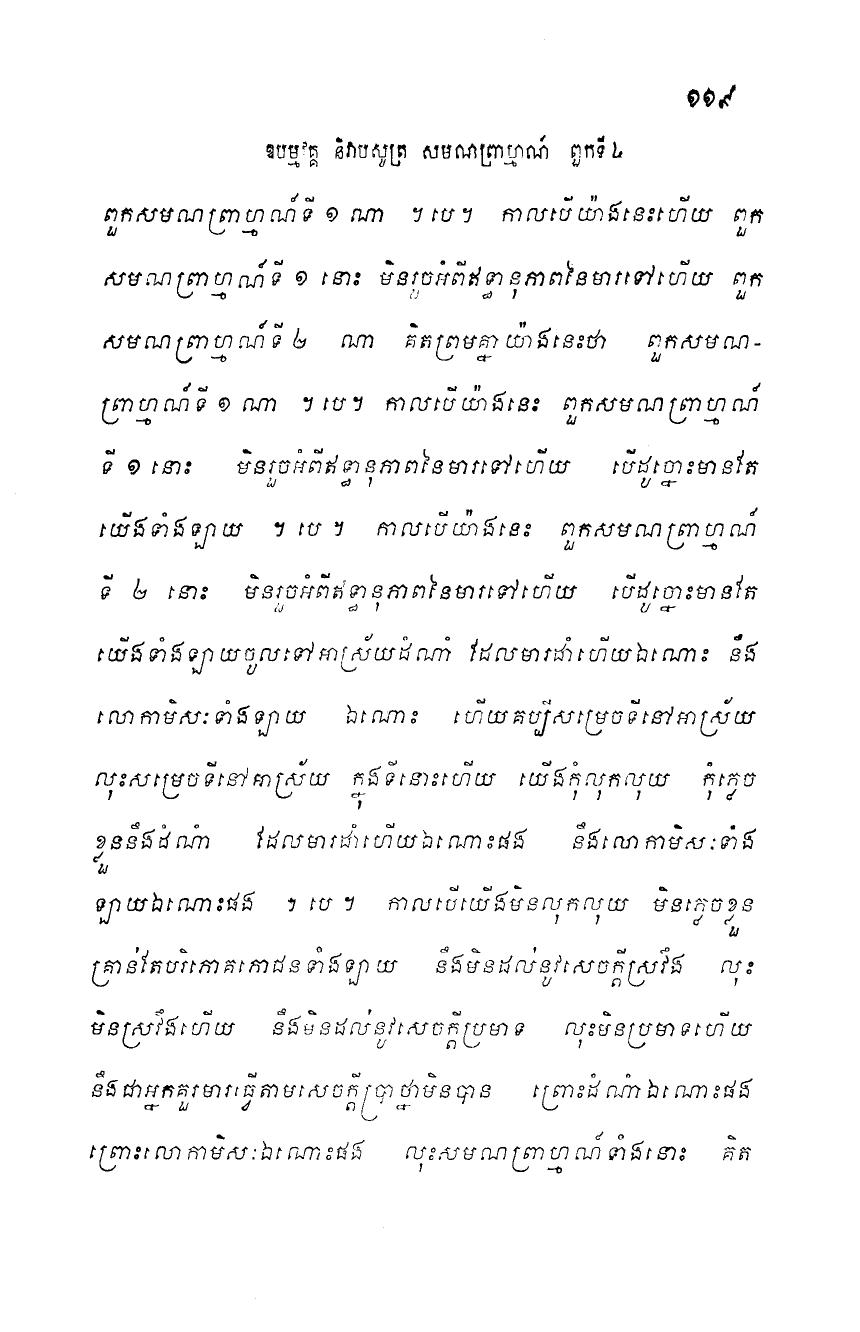 ១១៩
ឧបម្មវគ្គ និវាបសូត្រ សមណព្រាហ្មណ៍ ពួកទី ៤
ពួកសមណព្រាហ្មណ៍ទី ១ ណា ។ បេ ។ កាលបើយ៉ាងនេះហើយ ពួក
សមណព្រាហ្មណ៍ទី ១ នោះ មិនរួចអំពីឥទ្ធានុភាពនៃមារទៅហើយ ពួក
សមណព្រាហ្មណ៍ទី ២ ណា គិតព្រមគ្នាយ៉ាងនេះថា ពួកសមណ-
ព្រាហ្មណ៍ទី ១ ណា ។ បេ ។ កាលបើយ៉ាងនេះ ពួកសមណព្រាហ្មណ៍
ទី ១ នោះ មិនរួចអំពីឥទ្ធានុភាពនៃមារទៅហើយ បើដូច្នោះមានតែ
យើងទាំងឡាយ ។ បេ ។ កាលបើយ៉ាងនេះ ពួកសមណព្រាហ្មណ៍
ទី ២ នោះ មិនរួចអំពីឥទ្ធានុភាពនៃមារទៅហើយ បើដូច្នោះមានតែ
យើងទាំងឡាយចូលទៅអាស្រ័យដំណាំ ដែលមារដាំហើយឯណោះ នឹង
លោកាមិសៈទាំងឡាយ ឯណោះ ហើយគប្បីសម្រេចទីនៅអាស្រ័យ
លុះសម្រេចទីនៅអាស្រ័យ ក្នុងទីនោះហើយ យើងកុំលុកលុយ កុំភ្លេច
ខ្លួននឹងដំណាំ ដែលមារដាំហើយឯណោះផង នឹងលោកាមិសៈទាំង
ឡាយឯណោះផង ។ បេ ។ កាលបើយើងមិនលុកលុយ មិនភ្លេចខ្លួន
គ្រាន់តែបរិភោគភោជនទាំងឡាយ នឹងមិនដល់នូវសេចក្តីស្រវឹង លុះ
មិនស្រវឹងហើយ នឹងមិនដល់នូវសេចក្តីប្រមាទ លុះមិនប្រមាទហើយ
នឹងជាអ្នកគួរមារធ្វើតាមសេចក្តីប្រាថ្នាមិនបាន ព្រោះដំណាំឯណោះផង
ព្រោះលោកាមិសៈឯណោះផង លុះសមណព្រាហ្មណ៍ទាំងនោះ គិត